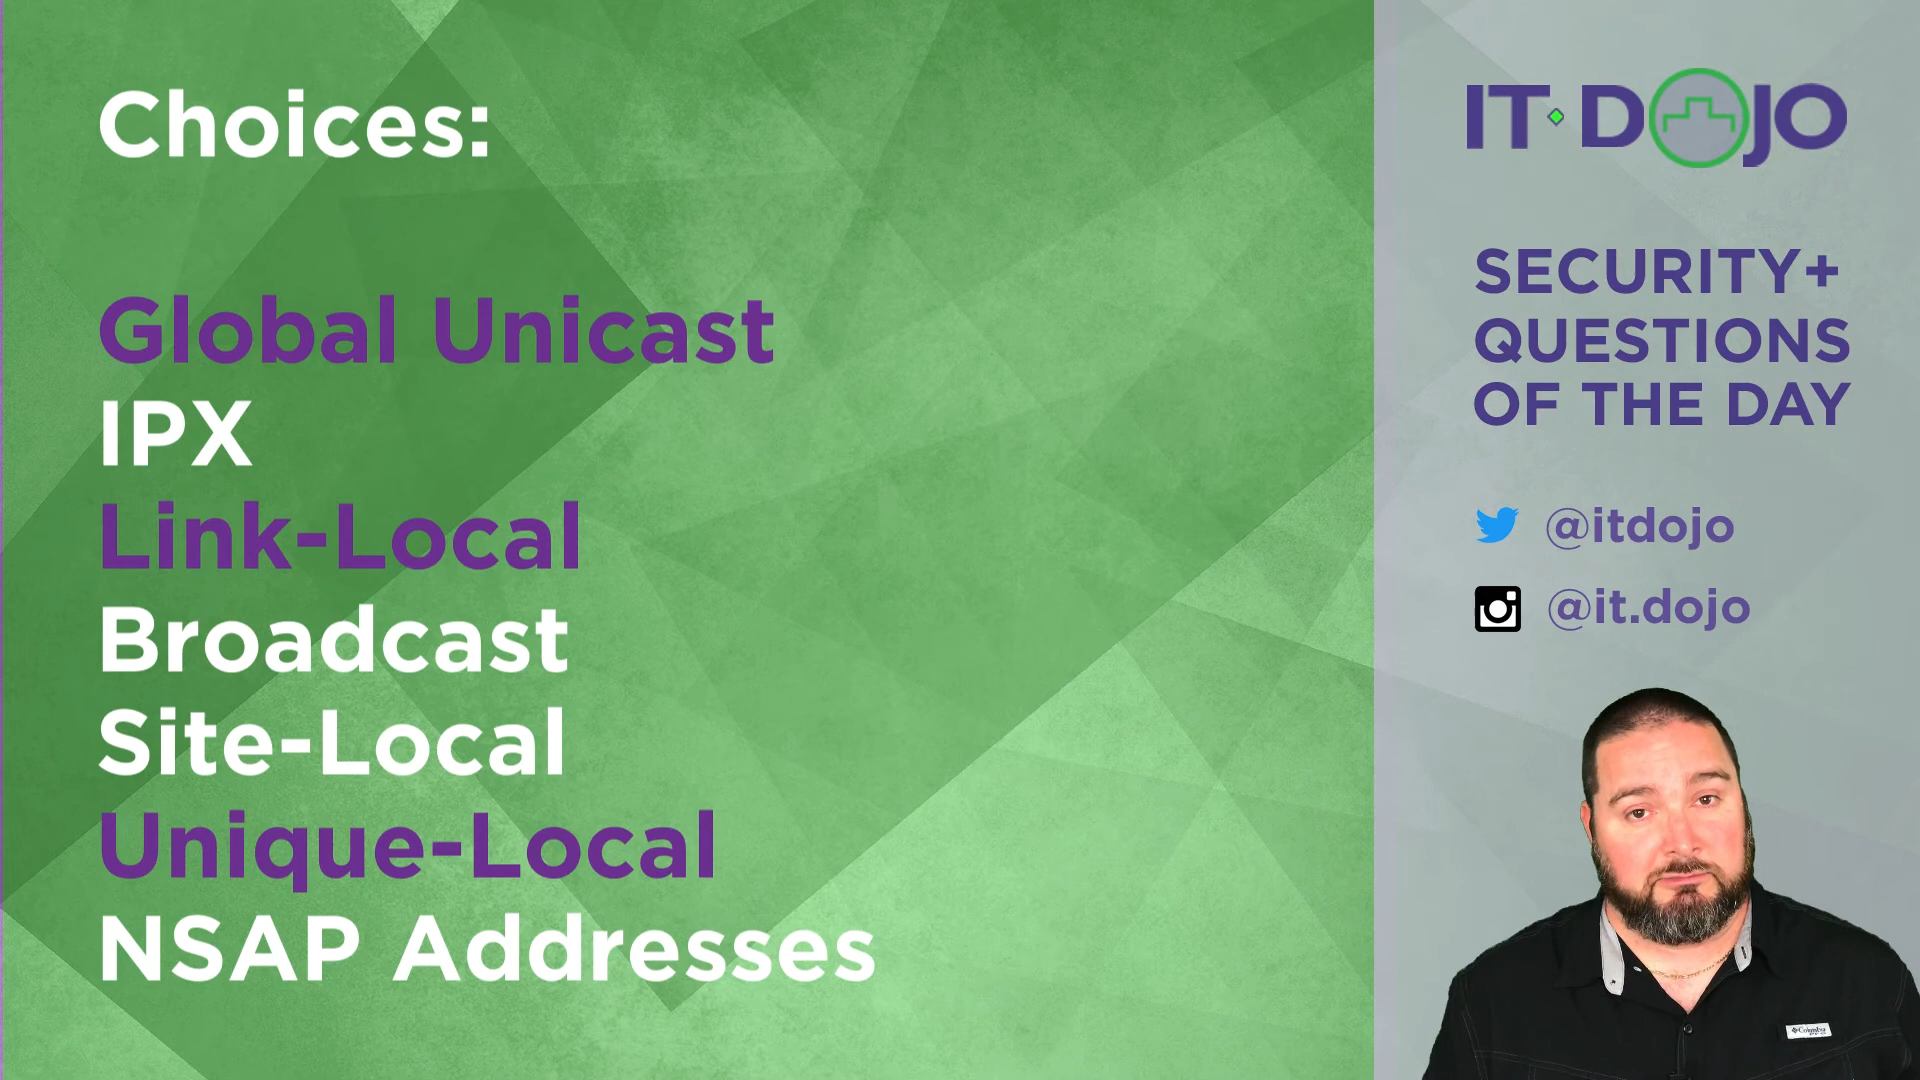 Choices:
Global Unicast
IPX
Link-Local
Broadcast
Site-Local
Unique-Local
NSAP Addresses
IT DOJO
SECURITY+
QUESTIONS
OF THE DAY
@itdojo
@it.dojo
Columbia